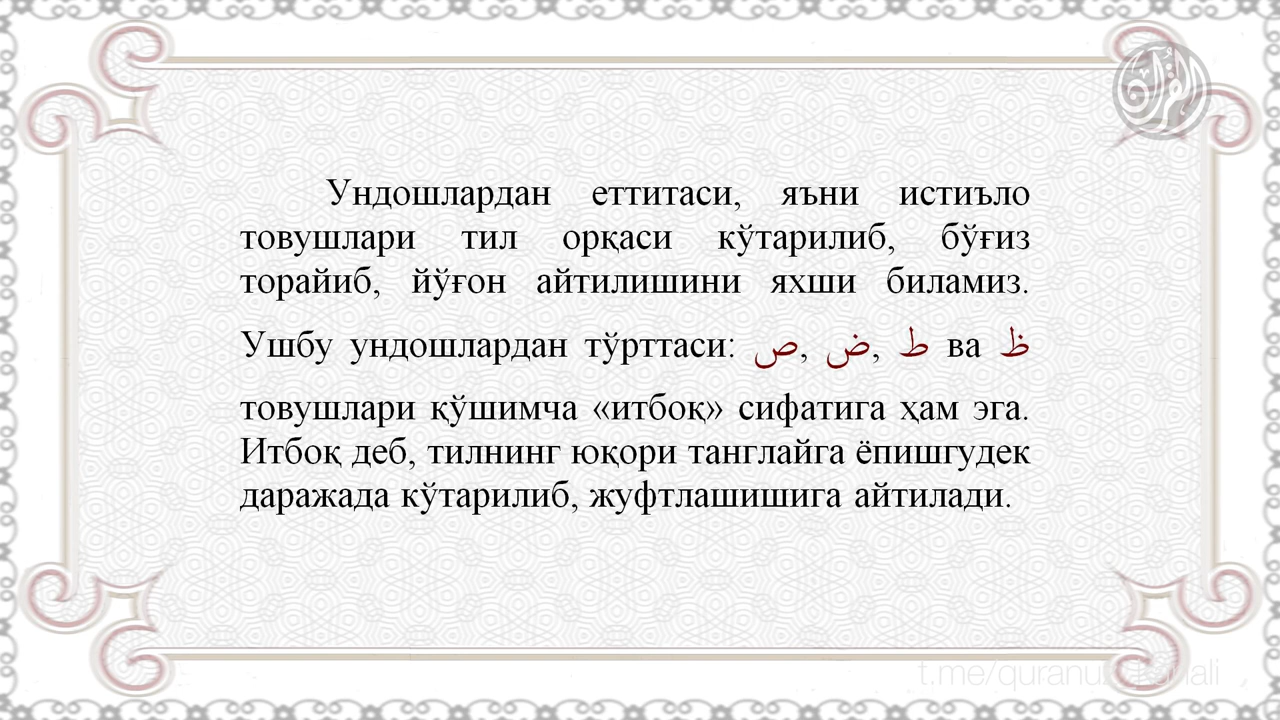 القرآن
Ундошлардан еттитаси, яъни истиъло
товушлари тил орқаси кўтарилиб, бўғиз
торайиб, йўғон айтилишини яхши биламиз.
Ушбу ундошлардан тўрттаси: ص, ض, ط ва ظ
товушлари қўшимча «итбоқ» сифатига ҳам эга.
Итбоқ деб, тилнинг юқори танглайга ёпишгудек
даражада кўтарилиб, жуфтлашишига айтилади.